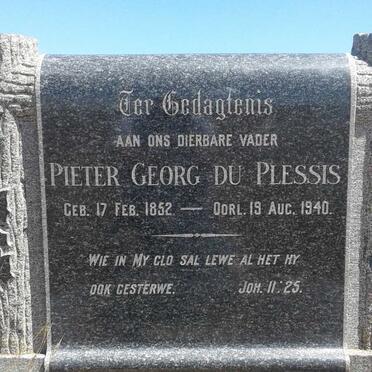 Ter Gedagtenis
AAN ONS DIERBARE VADER
PIETER GEORG DU PLESSIS
GEB. 17 FEB. 1852 — OORL. 19 AUG. 1940.
WIE IN MY GLO SAL LEWE AL HET HY
OOK GESTERWE. JOH. 11:25.